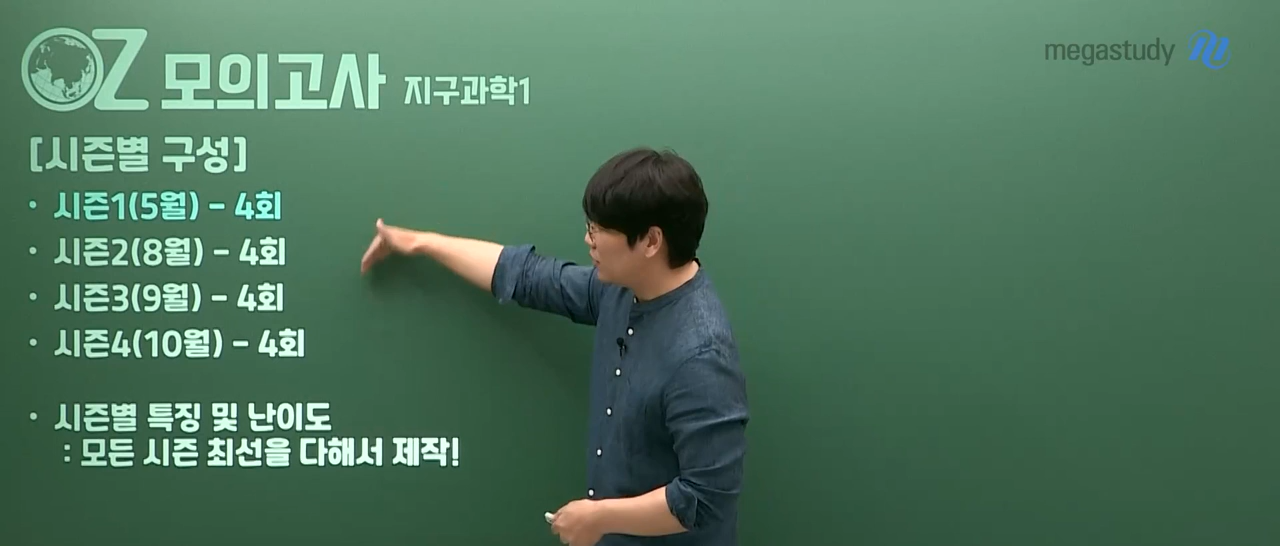 OZ 모의고사 지구과학1
megastudy
[시즌별 구성]
• 시즌1(5월) – 4회
• 시즌2(8월) – 4회
• 시즌3(9월) – 4회
• 시즌4(10월) – 4회
• 시즌별 특징 및 난이도
: 모든 시즌 최선을 다해서 제작!